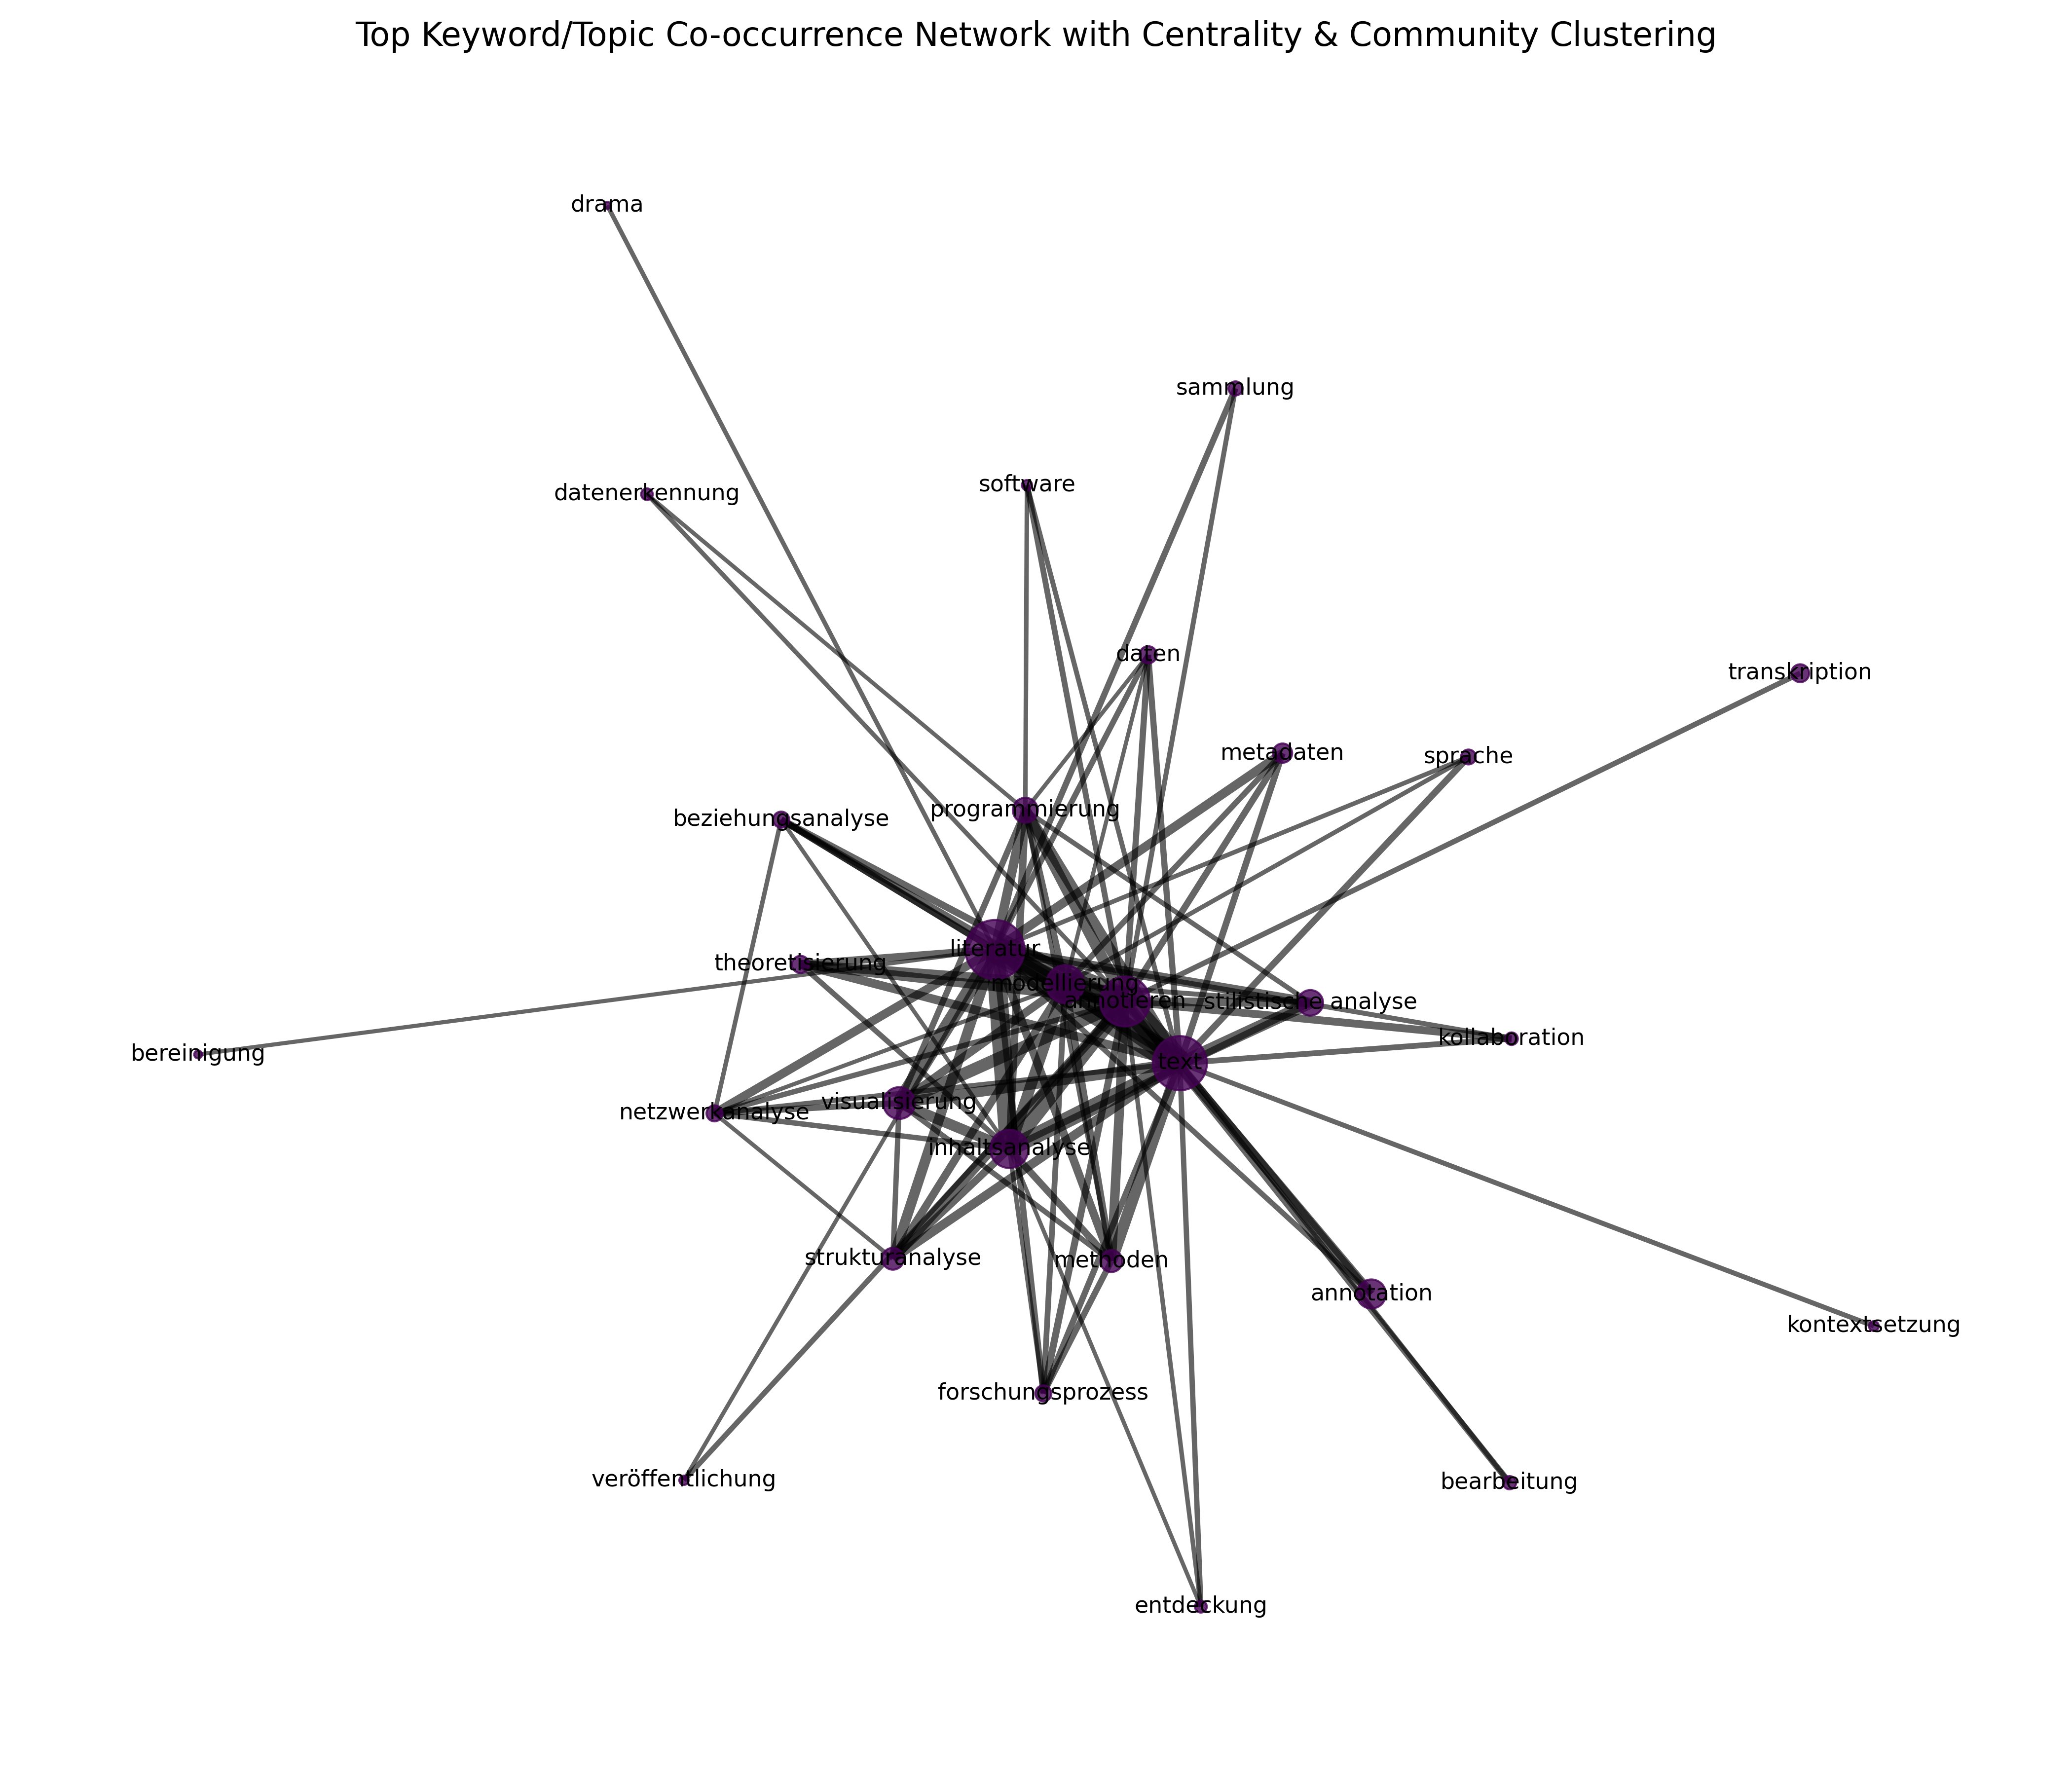 Top Keyword/Topic Co-occurrence Network with Centrality & Community Clustering
drama
sammlung
software
datenerkennung
daten
transkription
metadaten
sprache
programmierung
beziehungsanalyse
literatur
theoretisierung
modellierung
annotieren
stilistische analyse
kollaboration
bereinigung
text
visualisierung
netzwerkanalyse
inhaltsanalyse
strukturanalyse
methoden
annotation
kontextsetzung
forschungsprozess
veröffentlichung
bearbeitung
entdeckung